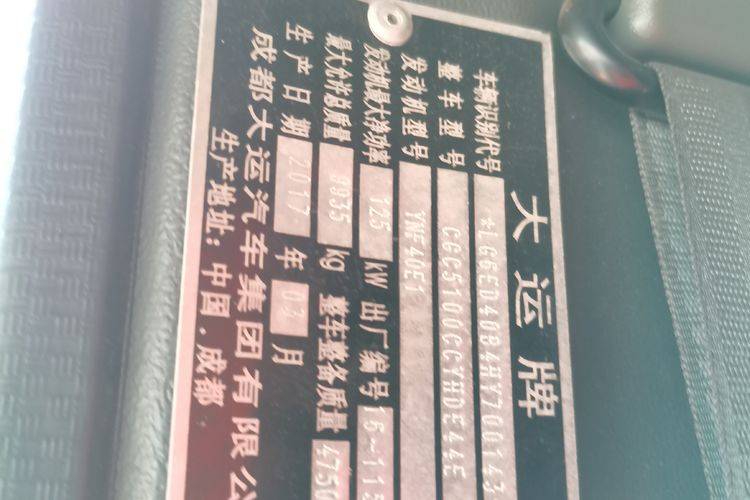 大运牌
车辆识别代号 *LG6ED40B4HY700143
整车型号 CGC5100CCYHDE44E
发动机型号 YNF40E1
发动机最大净功率 125 kW 出厂编号 16-115
最大允许总质量 9935 kg 整车整备质量 4750
生产日期 2017 年 03 月
成都大运汽车集团有限公
生产地址：中国．成都